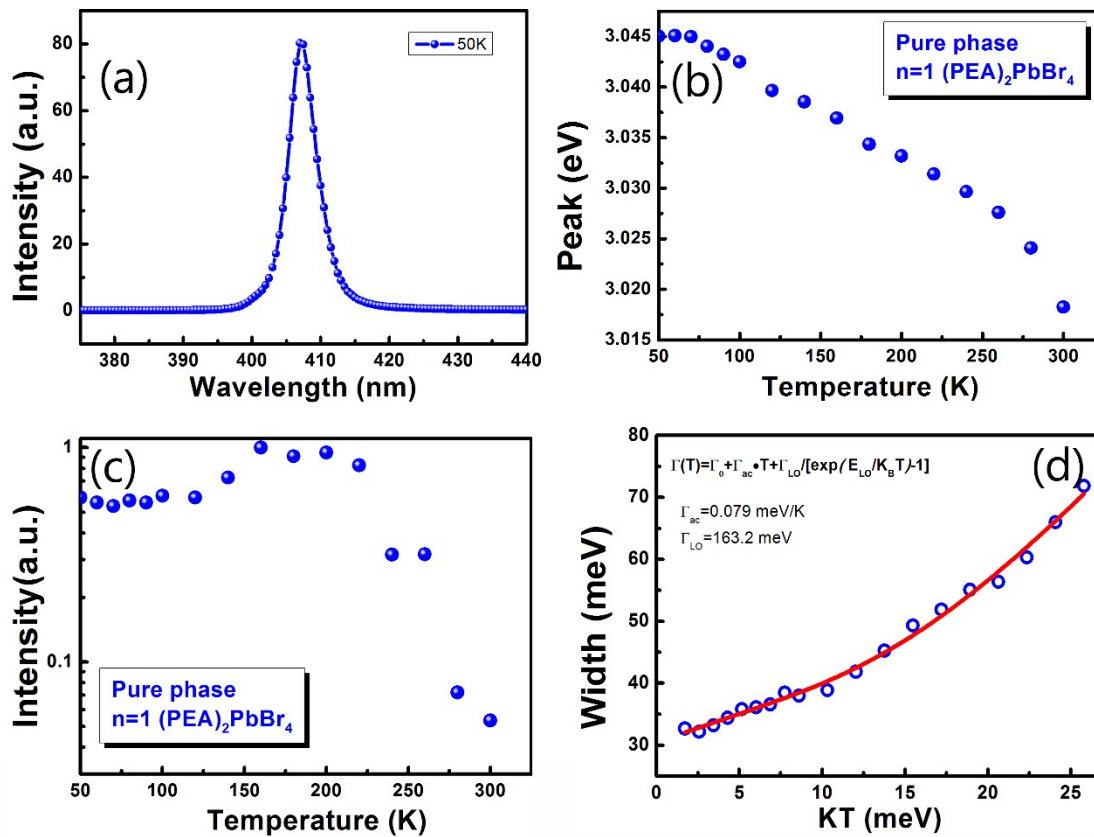 (a)
50K
Intensity (a.u.)
80
60
40
20
0
380 390 400 410 420 430 440
Wavelength (nm)
(b)
Pure phase
n=1 (PEA)₂PbBr₄
Peak (eV)
3.045
3.040
3.035
3.030
3.025
3.020
3.015
50 100 150 200 250 300
Temperature (K)
(c)
Intensity(a.u.)
1
0.1
Pure phase
n=1 (PEA)₂PbBr₄
50 100 150 200 250 300
Temperature (K)
(d)
Γ(T)=Γ₀+Γac•T+Γ_LO/[exp(E_LO/K_BT)-1]
Γac=0.079 meV/K
Γ_LO=163.2 meV
Width (meV)
80
70
60
50
40
30
0 5 10 15 20 25
KT (meV)